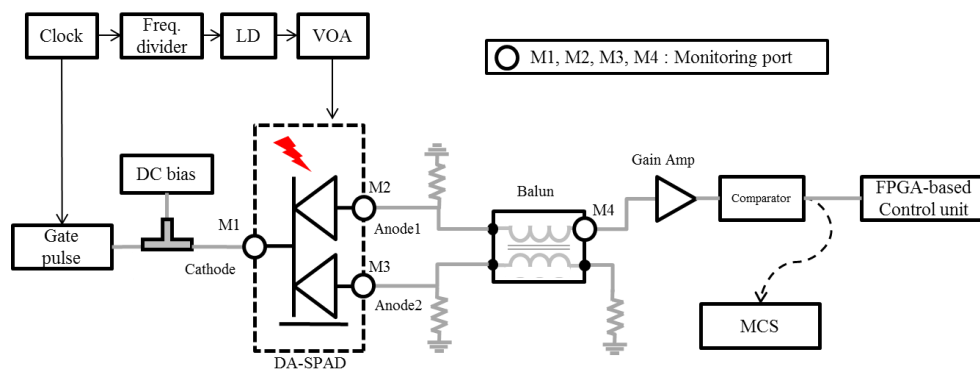 Clock
Freq.
divider
LD
VOA
M1, M2, M3, M4 : Monitoring port
DC bias
Gate
pulse
M1
Cathode
M2
Anode1
M3
Anode2
DA-SPAD
Balun
M4
Gain Amp
Comparator
FPGA-based
Control unit
MCS